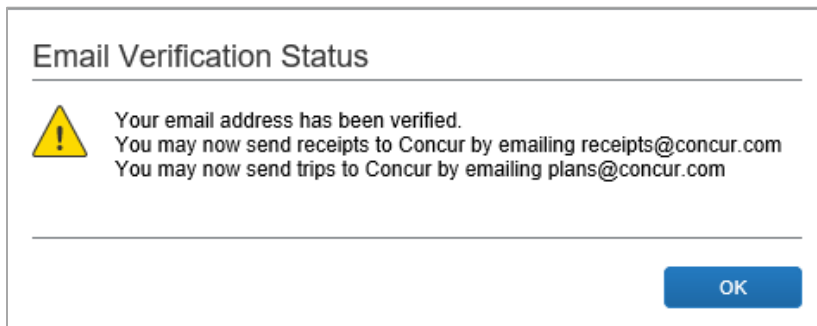 Email Verification Status
Your email address has been verified.
You may now send receipts to Concur by emailing receipts@concur.com
You may now send trips to Concur by emailing plans@concur.com
OK